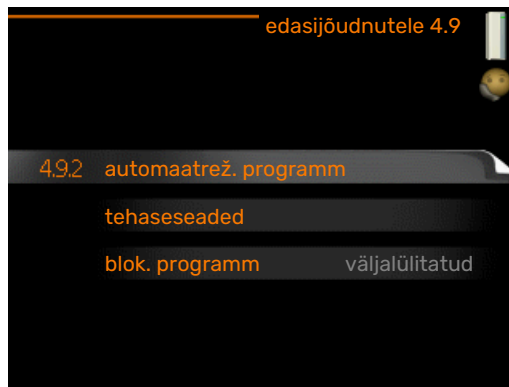 edasijõudnutele 4.9
4.9.2 automaatrež. programm
tehaseseaded
blok. programm väljalülitatud